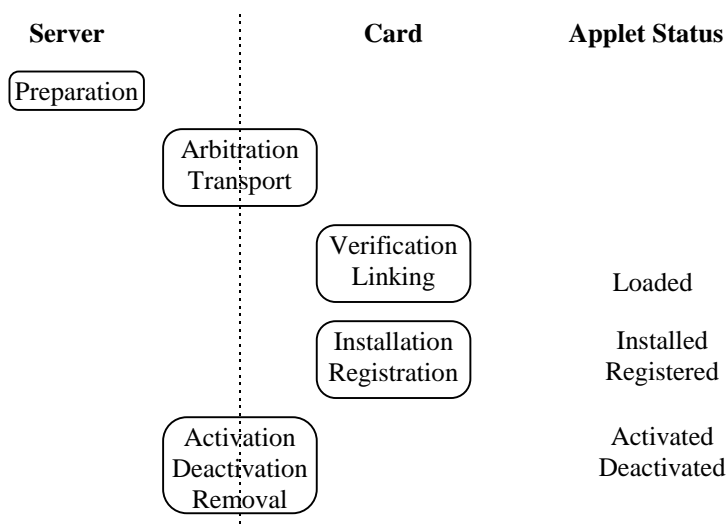 Server Card Applet Status
Preparation
Arbitration
Transport
Verification
Linking Loaded
Installation Installed
Registration Registered
Activation Activated
Deactivation Deactivated
Removal